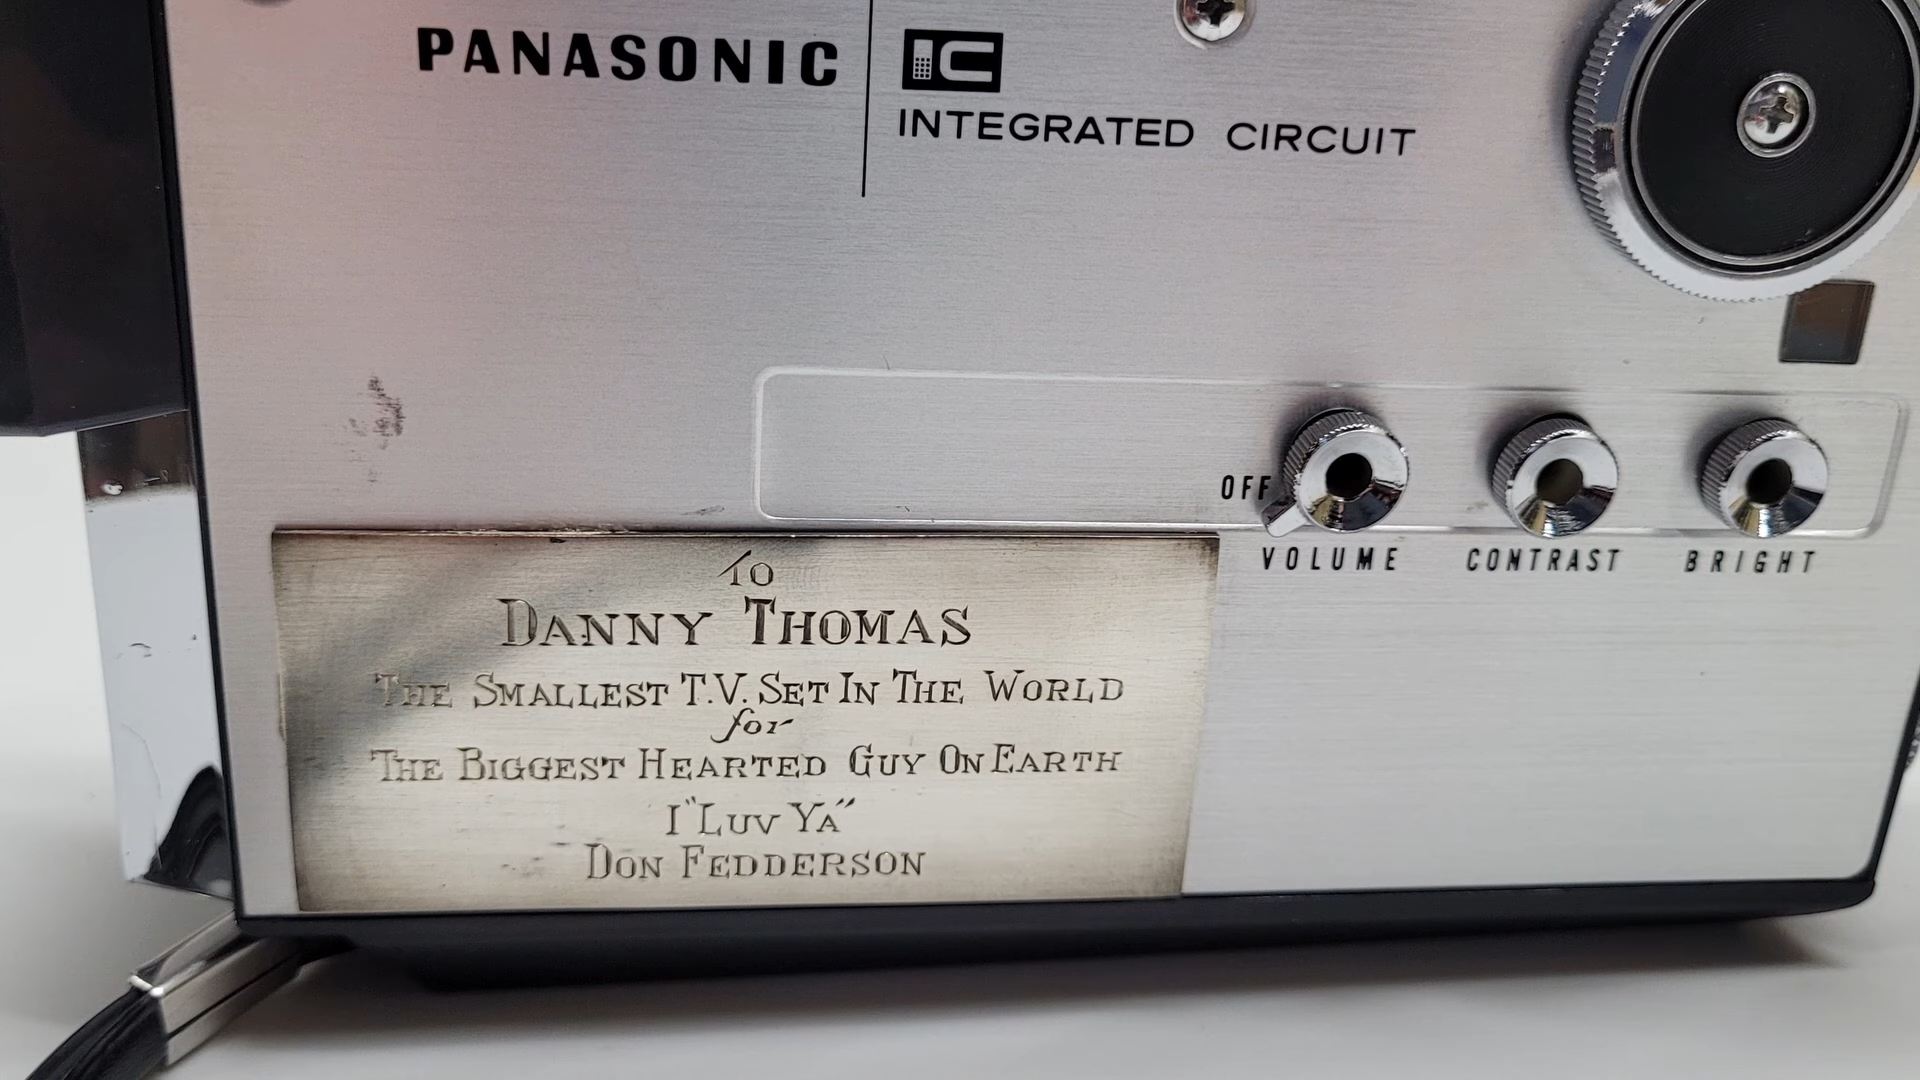 PANASONIC
IC
INTEGRATED CIRCUIT
OFF
VOLUME
CONTRAST
BRIGHT
To
DANNY THOMAS
THE SMALLEST T.V. SET IN THE WORLD
for
THE BIGGEST HEARTED GUY ON EARTH
I "LUV YA"
DON FEDDERSON